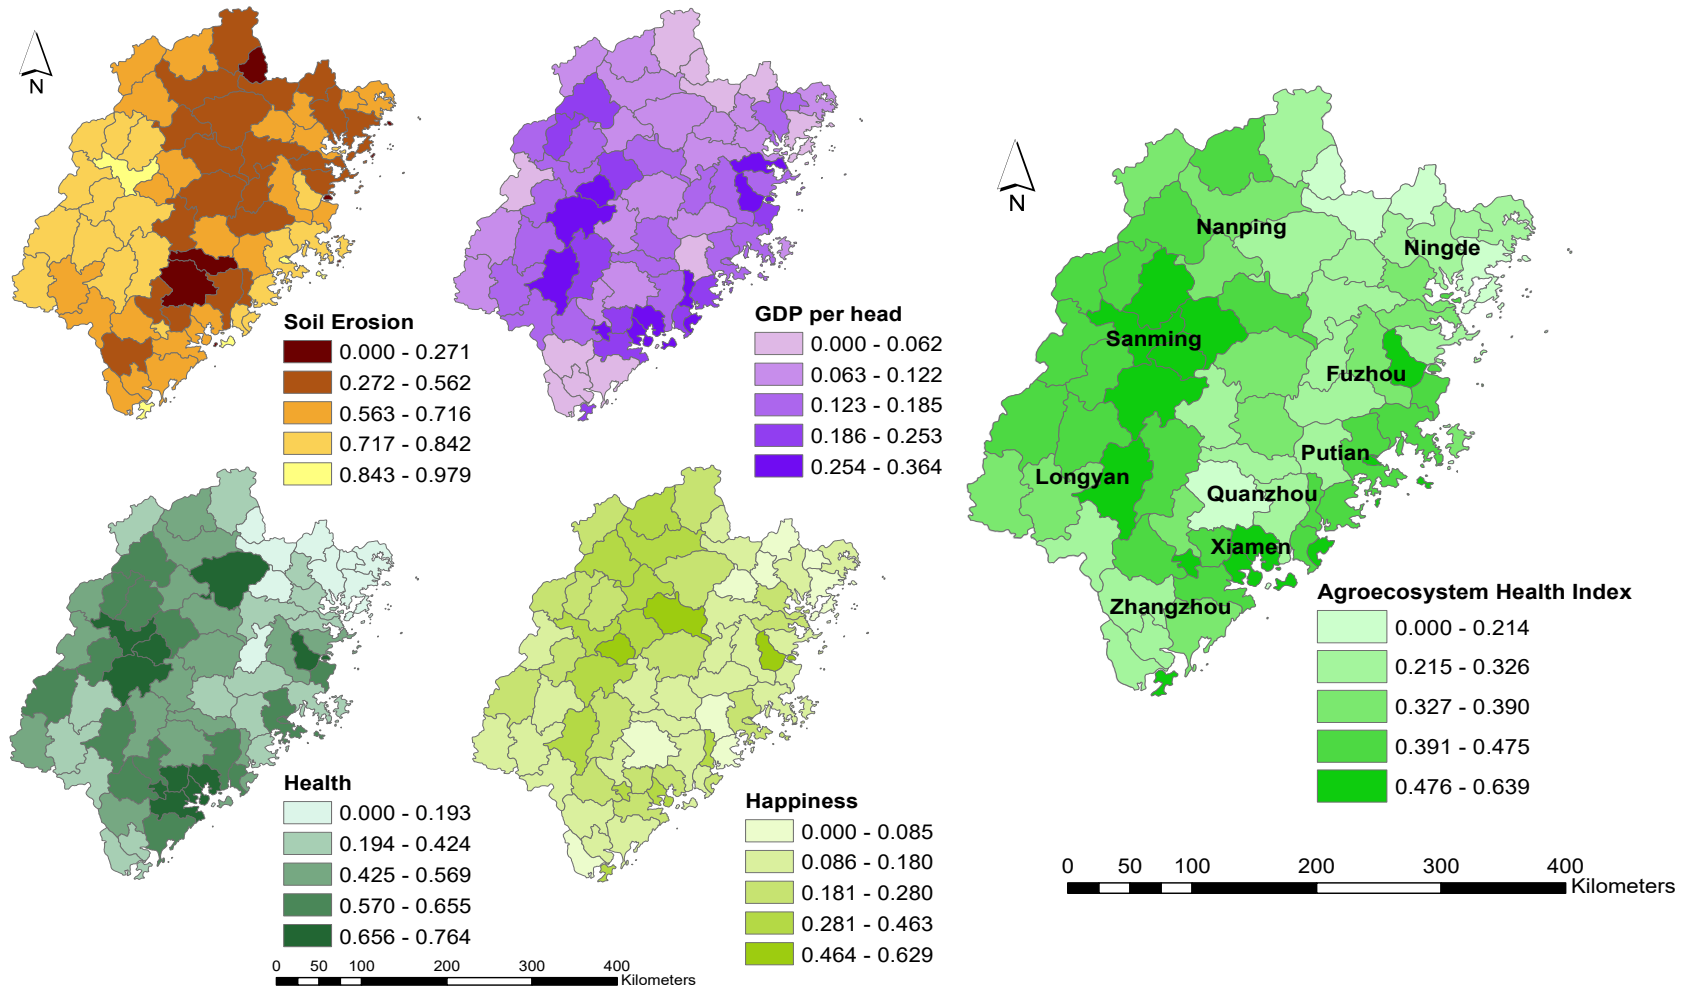 N
Soil Erosion
0.000 - 0.271
0.272 - 0.562
0.563 - 0.716
0.717 - 0.842
0.843 - 0.979
GDP per head
0.000 - 0.062
0.063 - 0.122
0.123 - 0.185
0.186 - 0.253
0.254 - 0.364
Health
0.000 - 0.193
0.194 - 0.424
0.425 - 0.569
0.570 - 0.655
0.656 - 0.764
Happiness
0.000 - 0.085
0.086 - 0.180
0.181 - 0.280
0.281 - 0.463
0.464 - 0.629
0 50 100 200 300 400
Kilometers
N
Nanping
Ningde
Sanming
Fuzhou
Putian
Longyan
Quanzhou
Xiamen
Zhangzhou
Agroecosystem Health Index
0.000 - 0.214
0.215 - 0.326
0.327 - 0.390
0.391 - 0.475
0.476 - 0.639
0 50 100 200 300 400
Kilometers